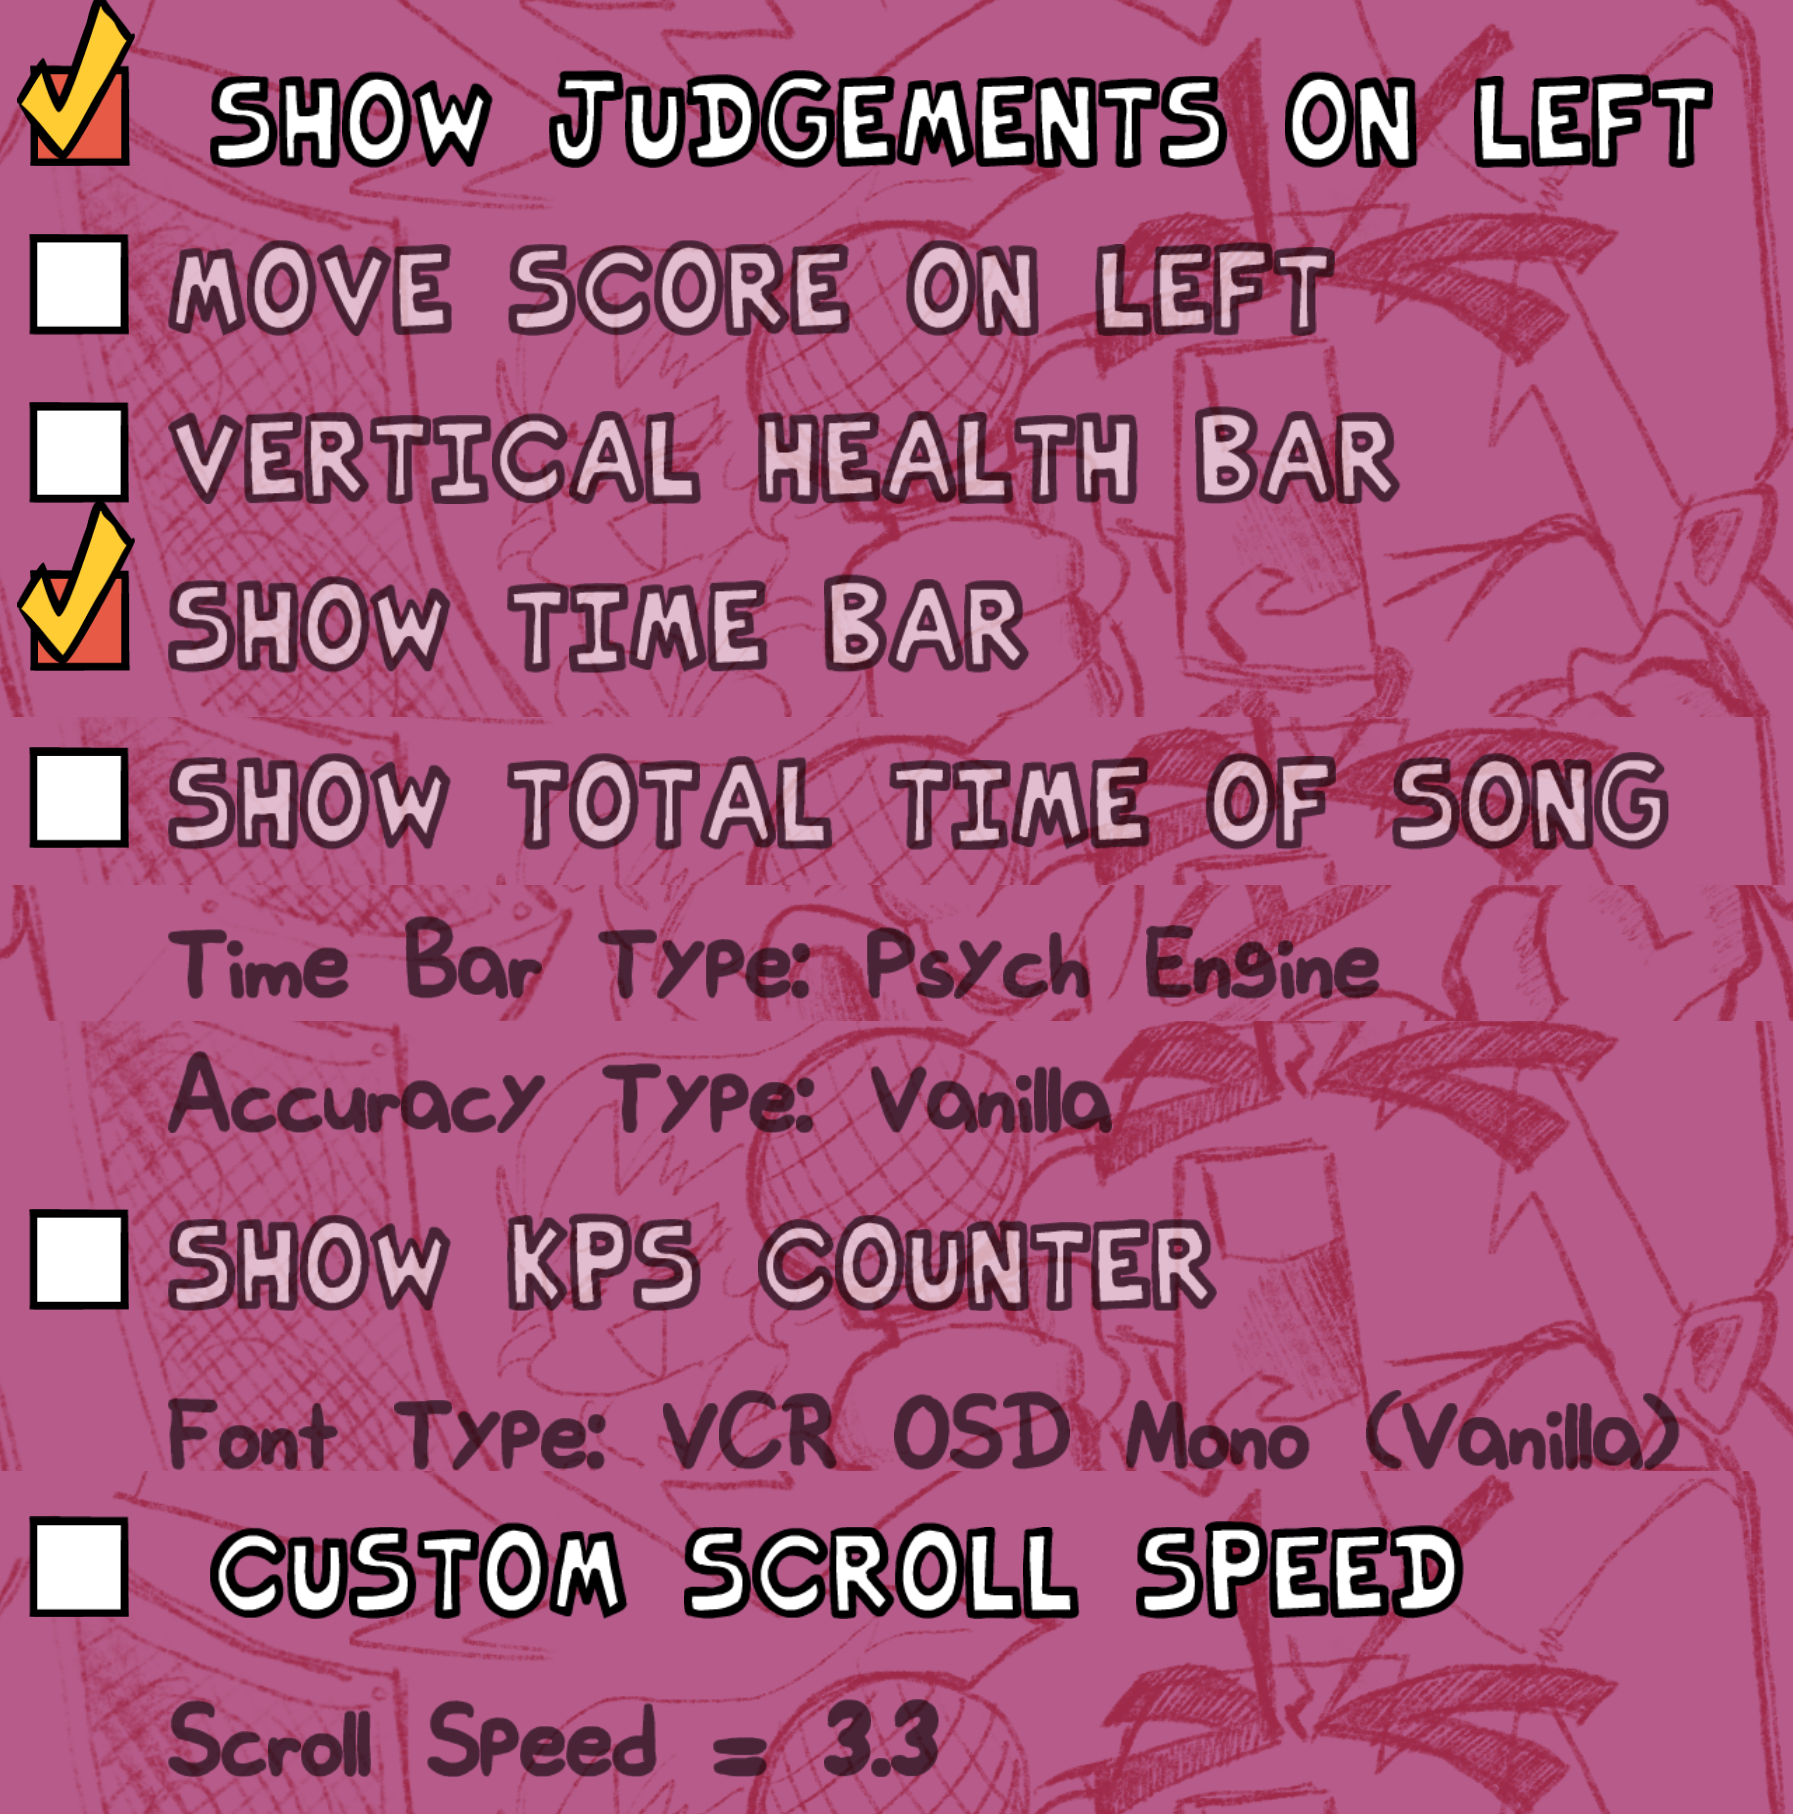 SHOW JUDGEMENTS ON LEFT
MOVE SCORE ON LEFT
VERTICAL HEALTH BAR
SHOW TIME BAR
SHOW TOTAL TIME OF SONG
Time Bar Type: Psych Engine
Accuracy Type: Vanilla
SHOW KPS COUNTER
Font Type: VCR OSD Mono (Vanilla)
CUSTOM SCROLL SPEED
Scroll Speed = 3.3